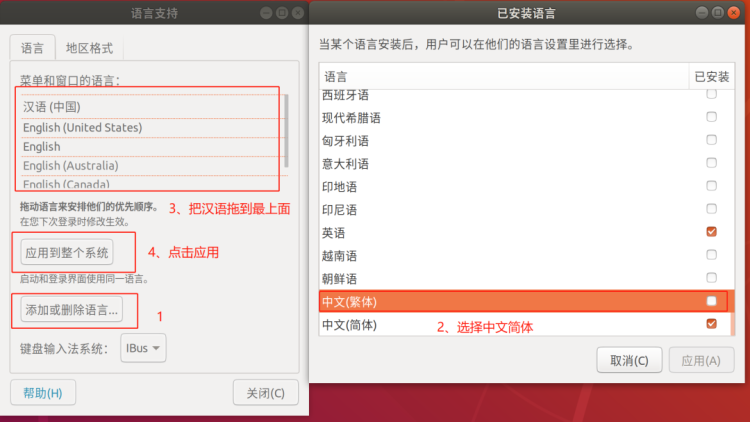 语言支持
语言
地区格式
菜单和窗口的语言:
汉语 (中国)
English (United States)
English
English (Australia)
English (Canada)
拖动语言来安排他们的优先顺序。
3、把汉语拖到最上面
在您下次登录时修改生效。
应用到整个系统
4、点击应用
启动和登录界面使用同一语言。
添加或删除语言...
1
键盘输入法系统:
IBus
帮助(H)
关闭(C)
已安装语言
当某个语言安装后，用户可以在他们的语言设置里进行选择。
语言
已安装
西班牙语
现代希腊语
匈牙利语
意大利语
印地语
印尼语
英语
越南语
朝鲜语
中文(繁体)
中文(简体)
2、选择中文简体
取消(C)
应用(A)